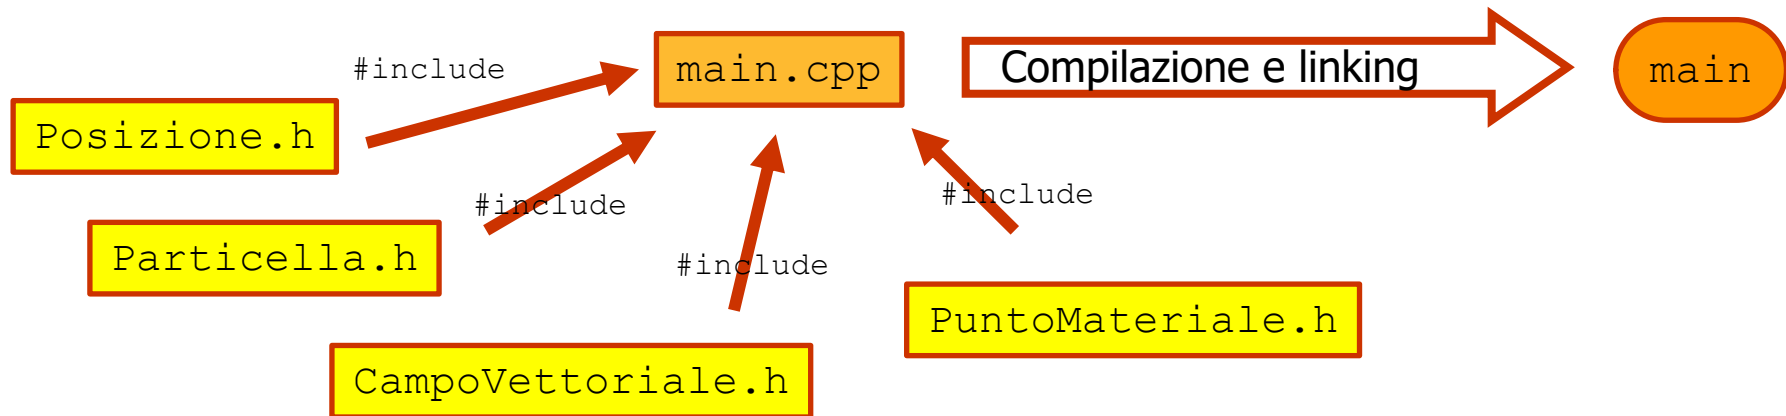 #include
main.cpp
Compilazione e linking
main
Posizione.h
#include
#include
Particella.h
#include
PuntoMateriale.h
CampoVettoriale.h